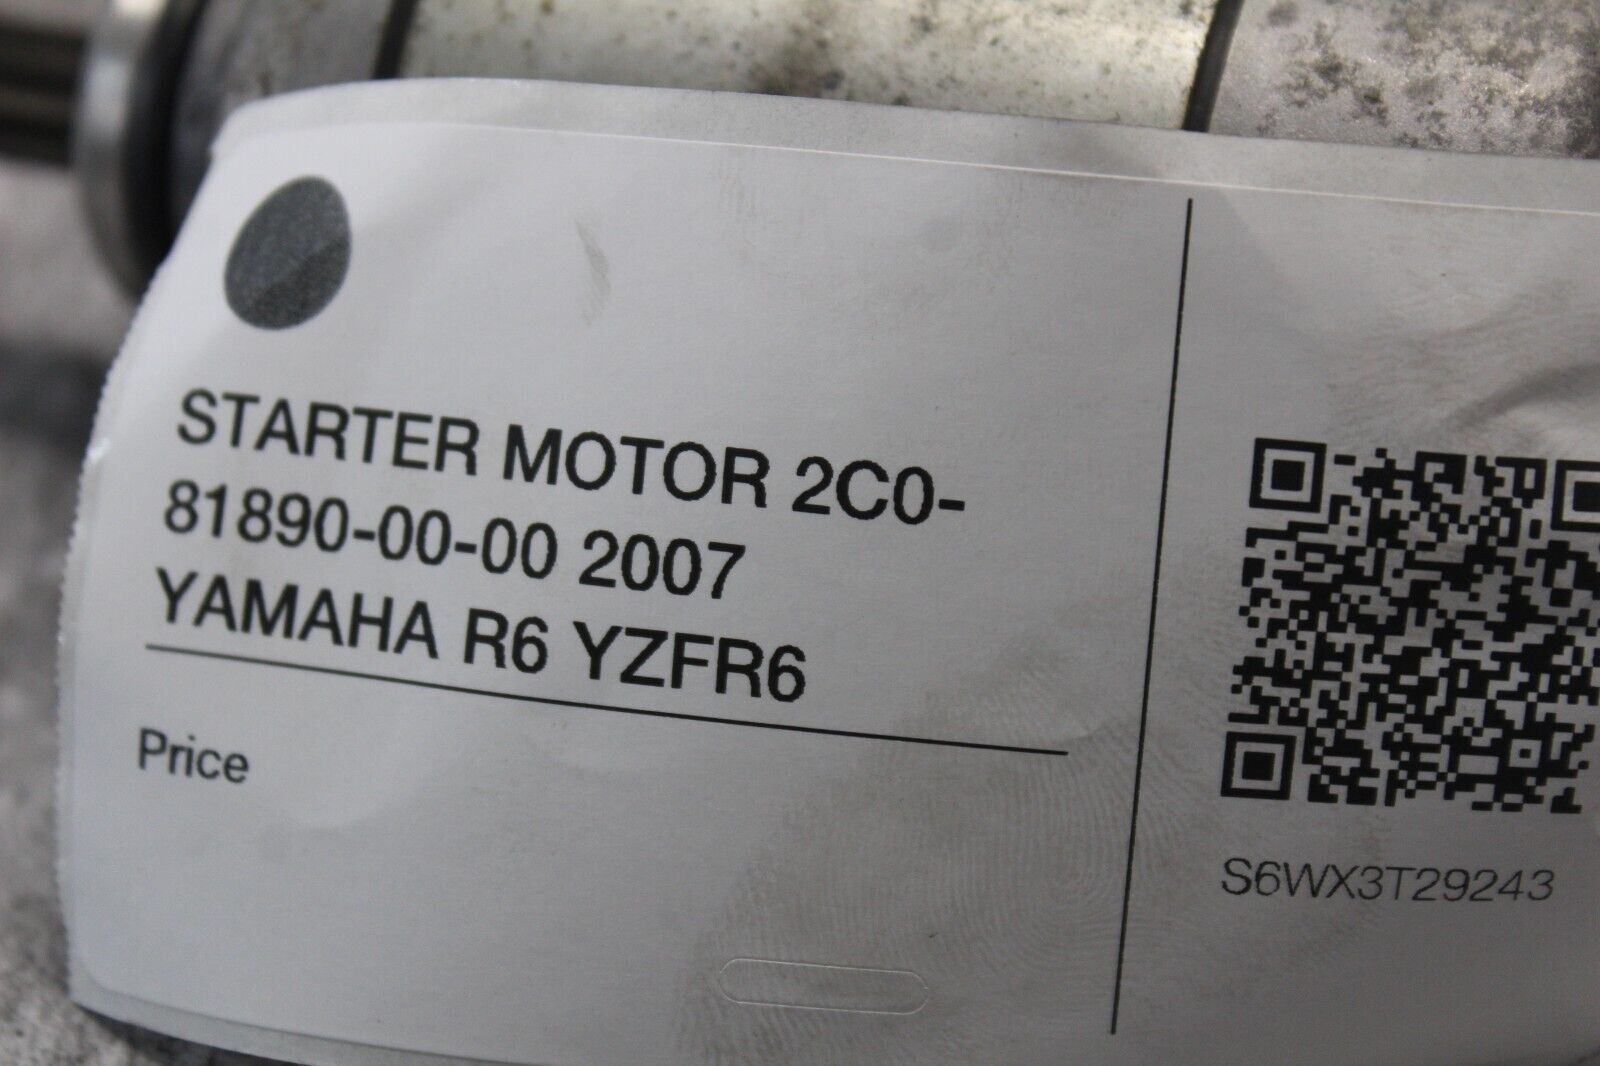 STARTER MOTOR 2C0-
81890-00-00 2007
YAMAHA R6 YZFR6
Price
S6WX3T29243